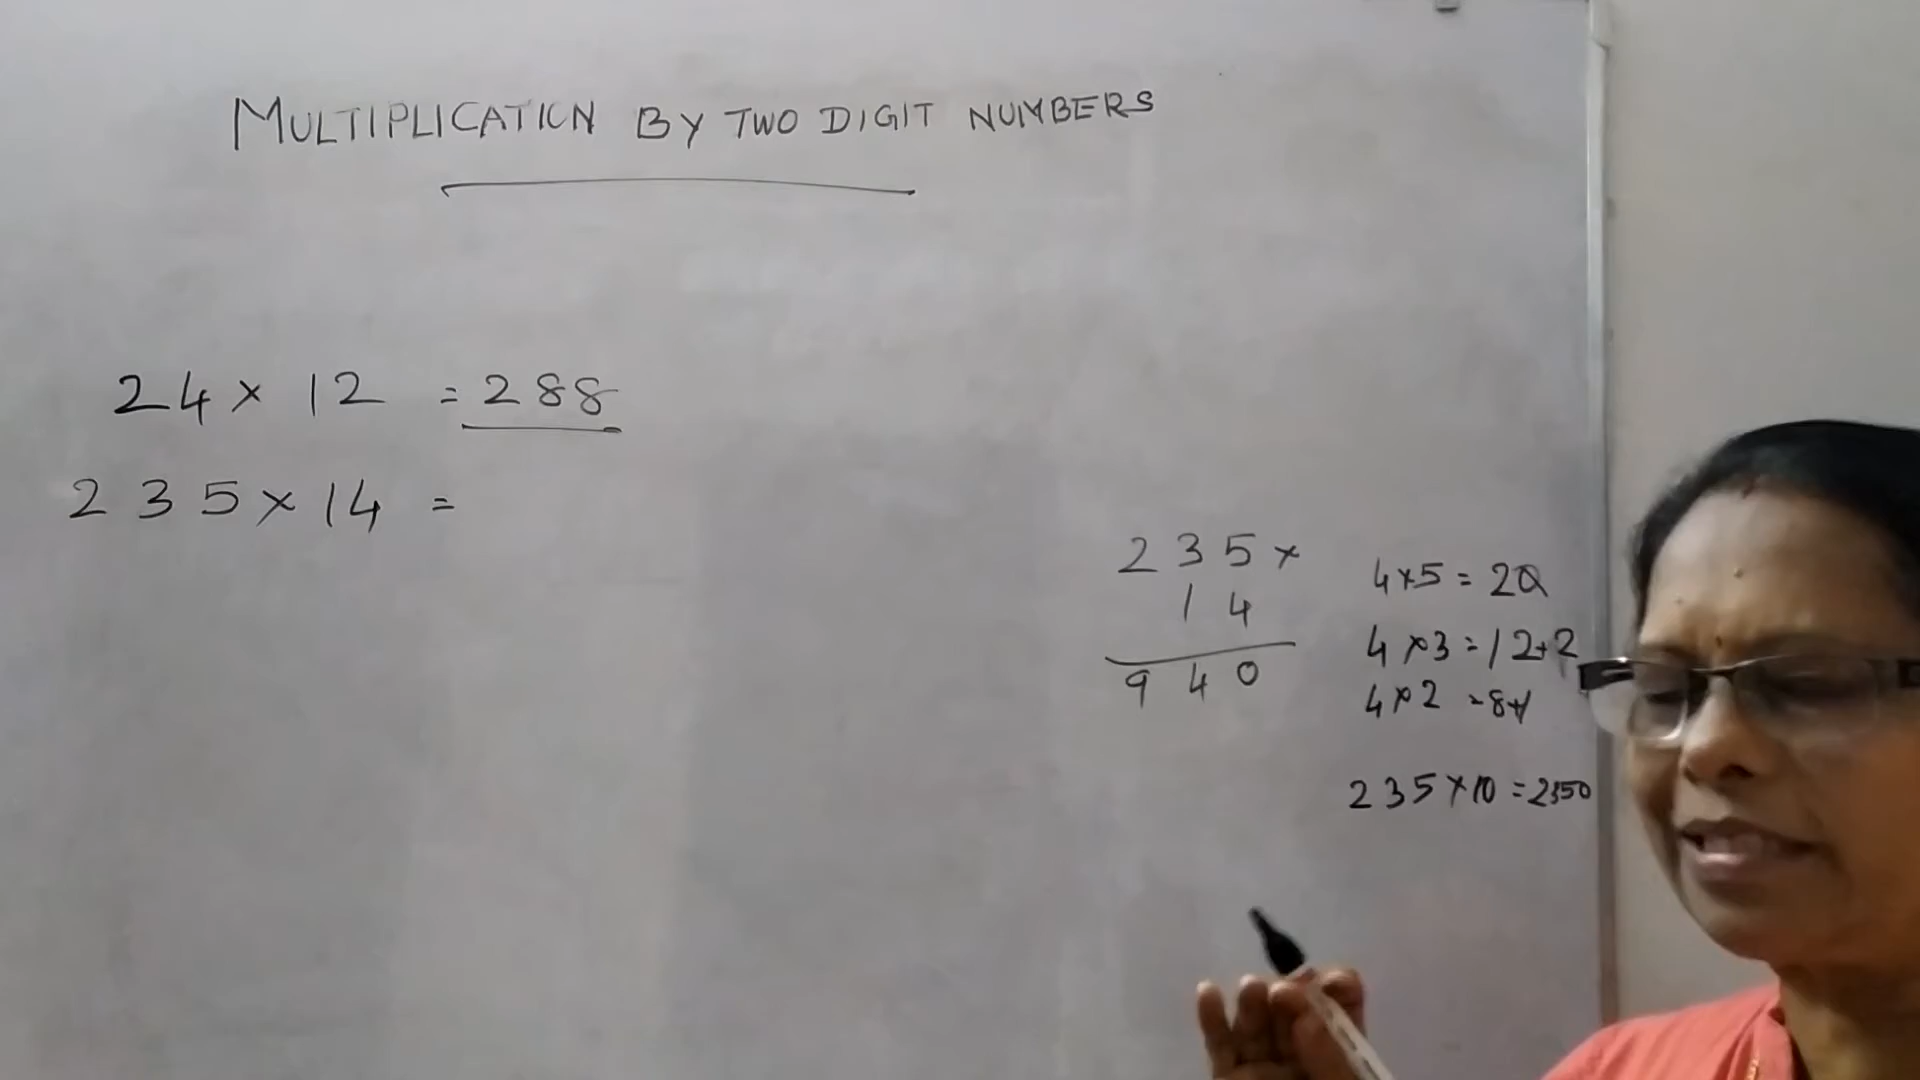 MULTIPLICATION BY TWO DIGIT NUMBERS
24 × 12 = 288
235 × 14 =
235 ×
14
940
4×5 = 20
4×3 = 12+2
4×2 = 8+1
235×10 = 2350